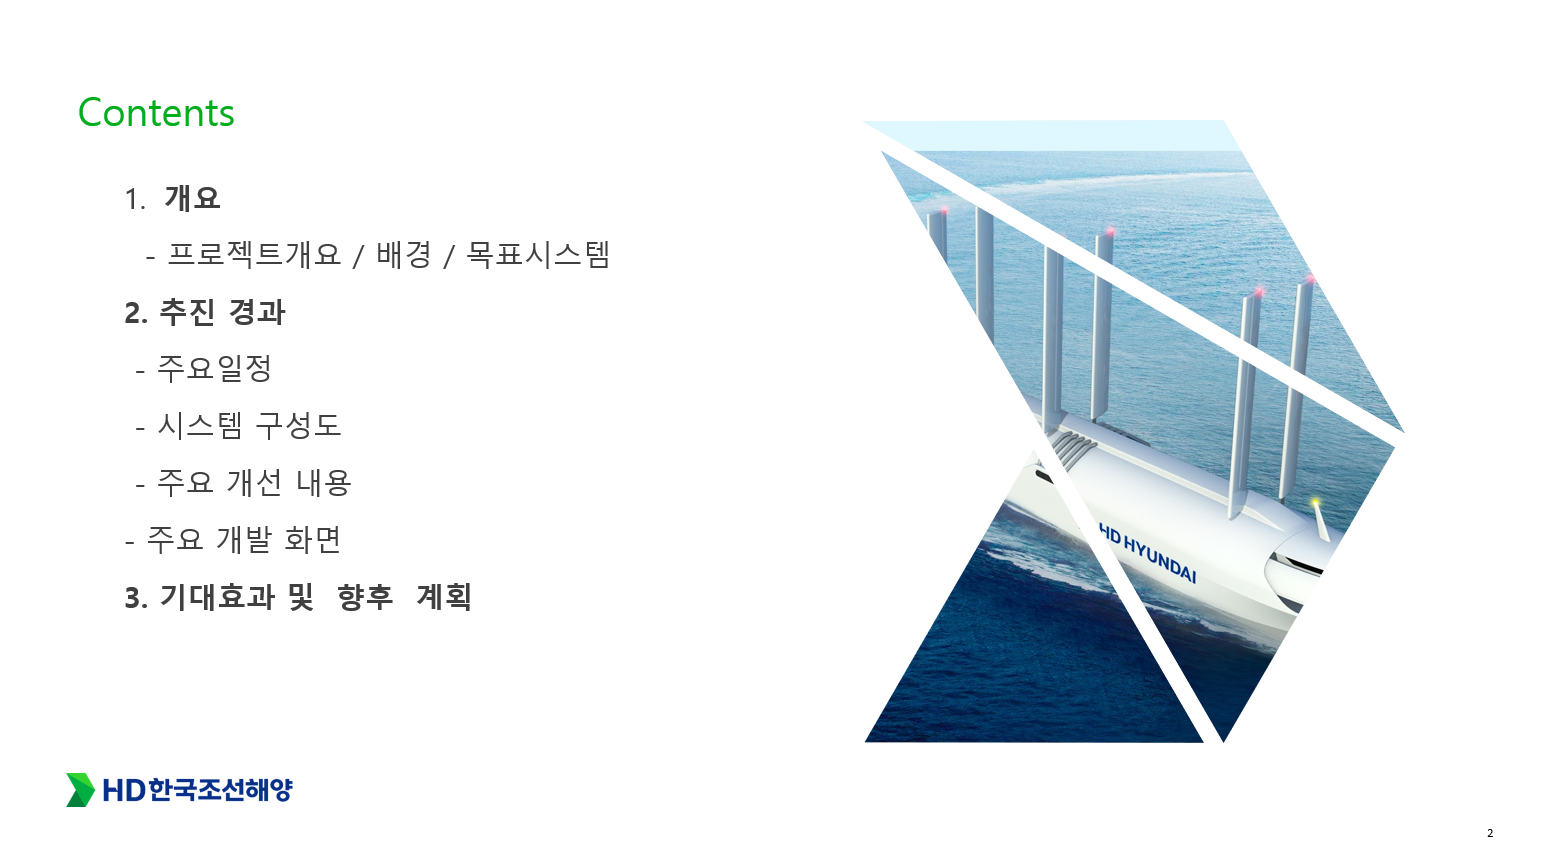 Contents
1. 개요
- 프로젝트개요 / 배경 / 목표시스템
2. 추진 경과
- 주요일정
- 시스템 구성도
- 주요 개선 내용
- 주요 개발 화면
3. 기대효과 및 향후 계획
HD HYUNDAI
HD한국조선해양
2